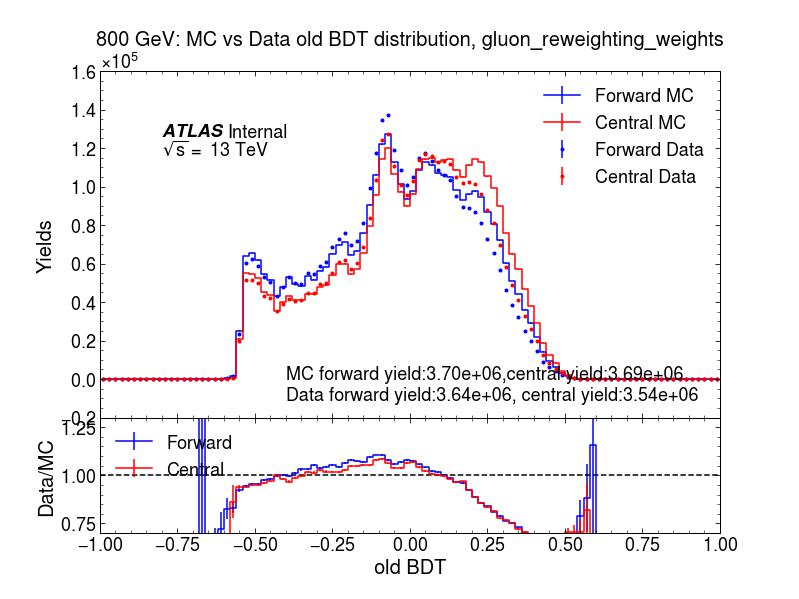 800 GeV: MC vs Data old BDT distribution, gluon_reweighting_weights
×10⁵
1.6
1.4
1.2
1.0
0.8
0.6
0.4
0.2
0.0
0.2
Yields
ATLAS Internal
√s = 13 TeV
Forward MC
Central MC
Forward Data
Central Data
MC forward yield:3.70e+06,central yield:3.69e+06
Data forward yield:3.64e+06, central yield:3.54e+06
1.25
1.00
0.75
Data/MC
Forward
Central
−1.00 −0.75 −0.50 −0.25 0.00 0.25 0.50 0.75 1.00
old BDT